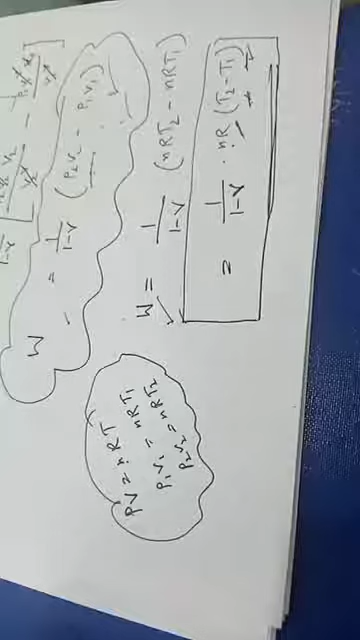 W = 1/1-γ (P₂V₂ - P₁V₁)
W = 1/1-γ (nRT₂ - nRT₁)
= 1/1-γ . nR (T₂-T₁)
PV = nRT
P₁V₁ = nRT₁
P₂V₂ = nRT₂